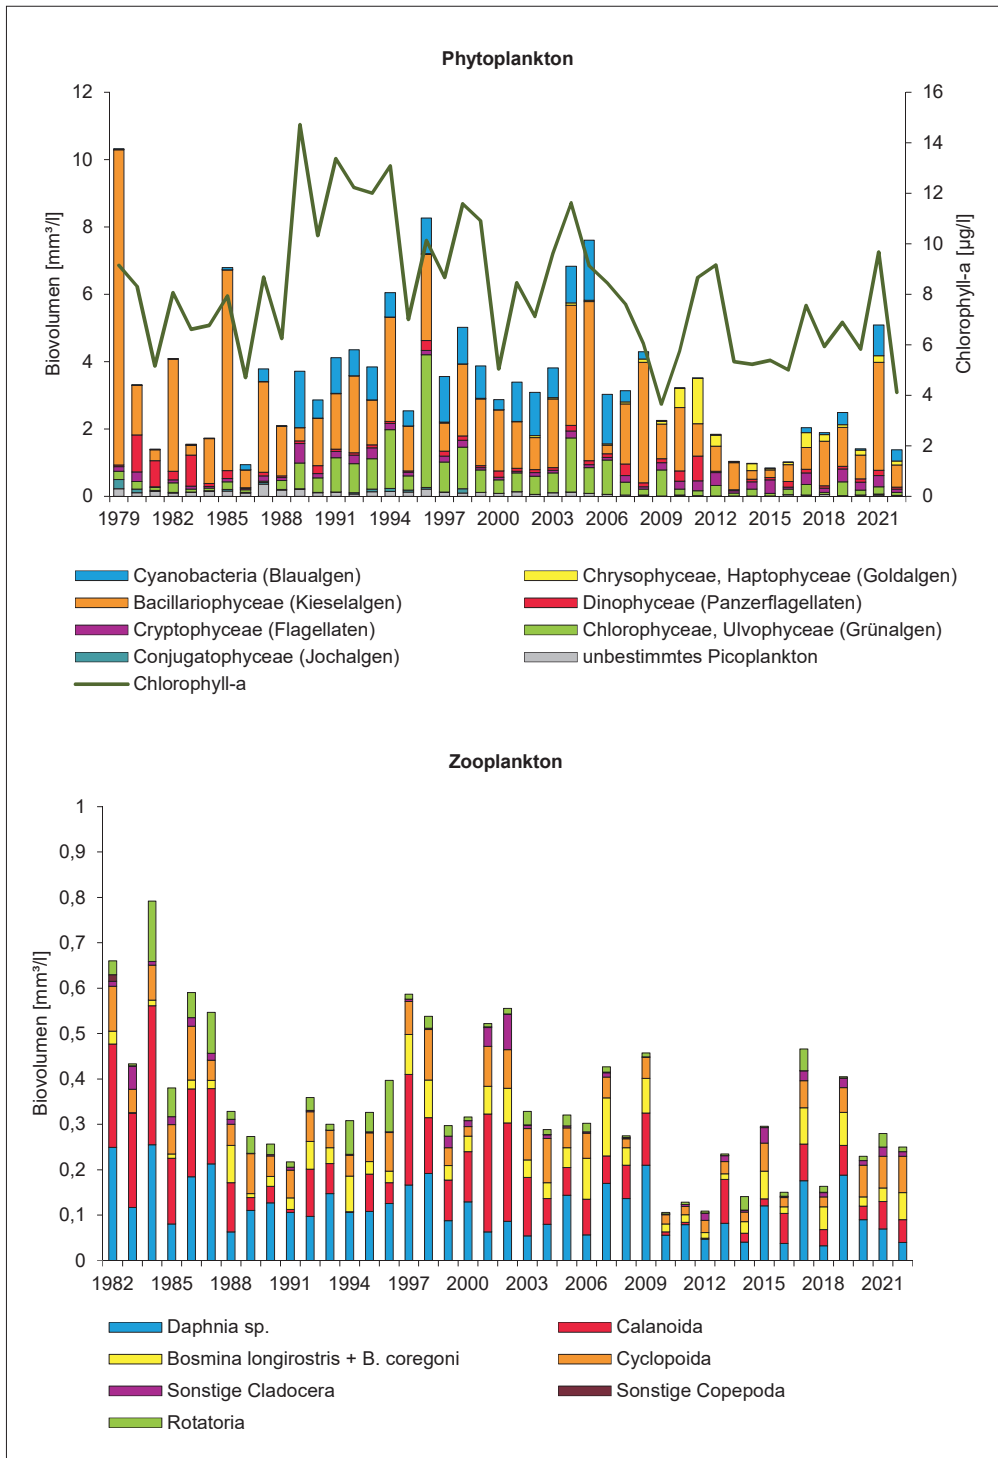 Phytoplankton
12
10
8
6
4
2
0
Biovolumen [mm³/l]
16
14
12
10
8
6
4
2
0
Chlorophyll-a [µg/l]
1979 1982 1985 1988 1991 1994 1997 2000 2003 2006 2009 2012 2015 2018 2021
Cyanobacteria (Blaualgen) Chrysophyceae, Haptophyceae (Goldalgen)
Bacillariophyceae (Kieselalgen) Dinophyceae (Panzerflagellaten)
Cryptophyceae (Flagellaten) Chlorophyceae, Ulvophyceae (Grünalgen)
Conjugatophyceae (Jochalgen) unbestimmtes Picoplankton
Chlorophyll-a
Zooplankton
1
0,9
0,8
0,7
0,6
0,5
0,4
0,3
0,2
0,1
0
Biovolumen [mm³/l]
1982 1985 1988 1991 1994 1997 2000 2003 2006 2009 2012 2015 2018 2021
Daphnia sp. Calanoida
Bosmina longirostris + B. coregoni Cyclopoida
Sonstige Cladocera Sonstige Copepoda
Rotatoria